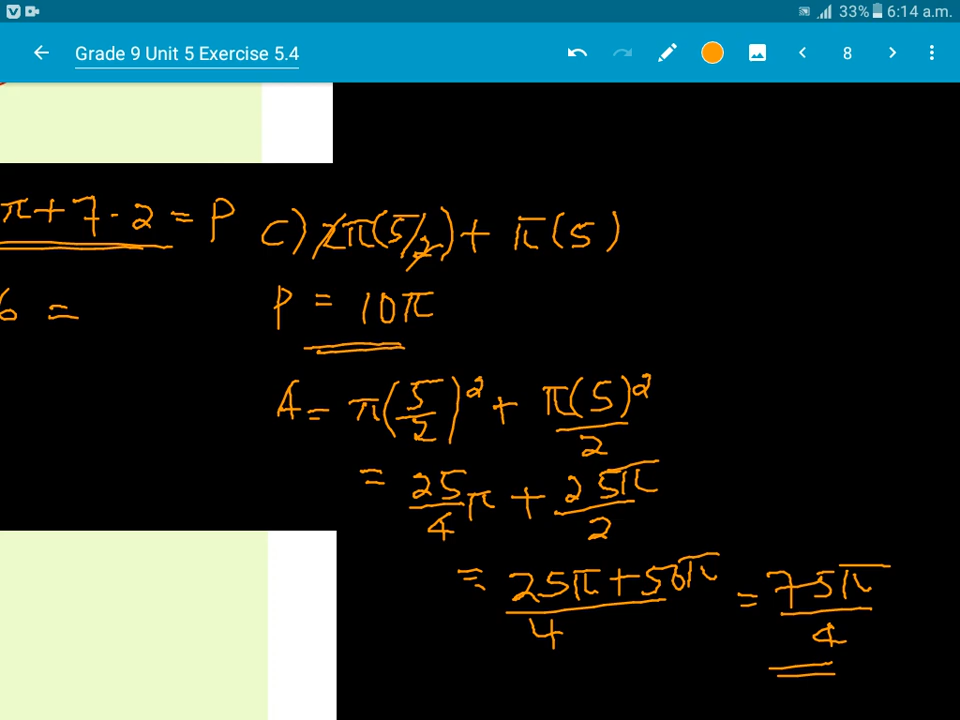 33% 6:14 a.m.
Grade 9 Unit 5 Exercise 5.4
8
π + 7 · 2 = P
6 =
c) 2π(5/2) + π(5)
P = 10π
A = π(5/2)² + π(5)²/2
= 25/4 π + 25π/2
= 25π + 50π/4 = 75π/4